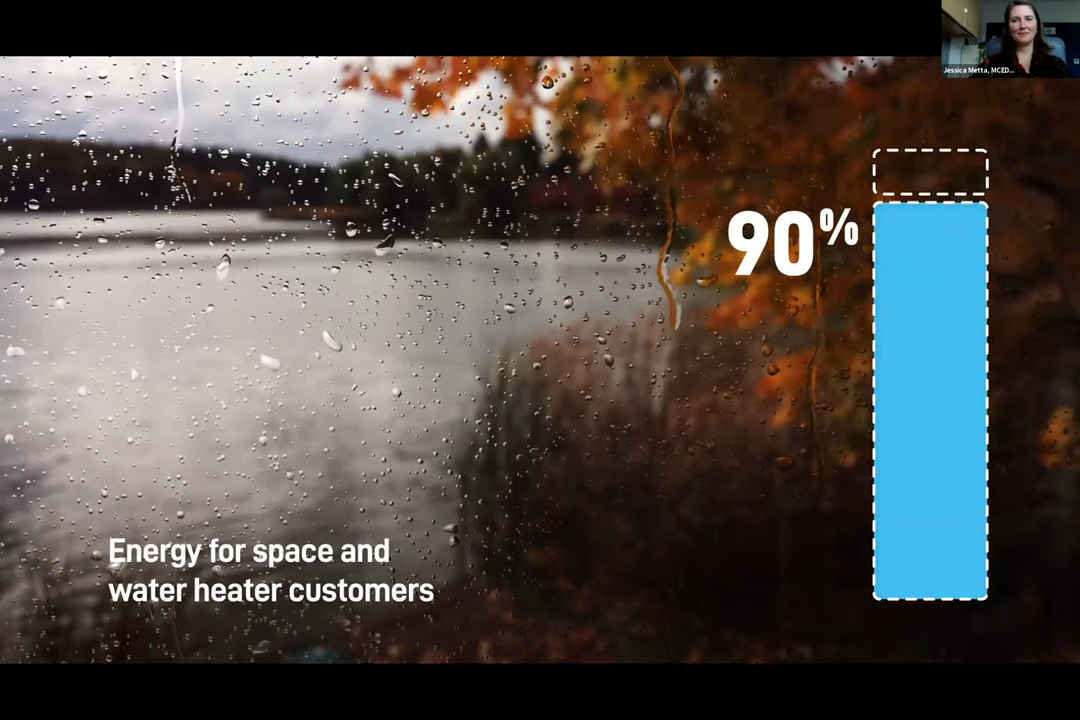 Jessica Metta, MCED...
90%
Energy for space and
water heater customers